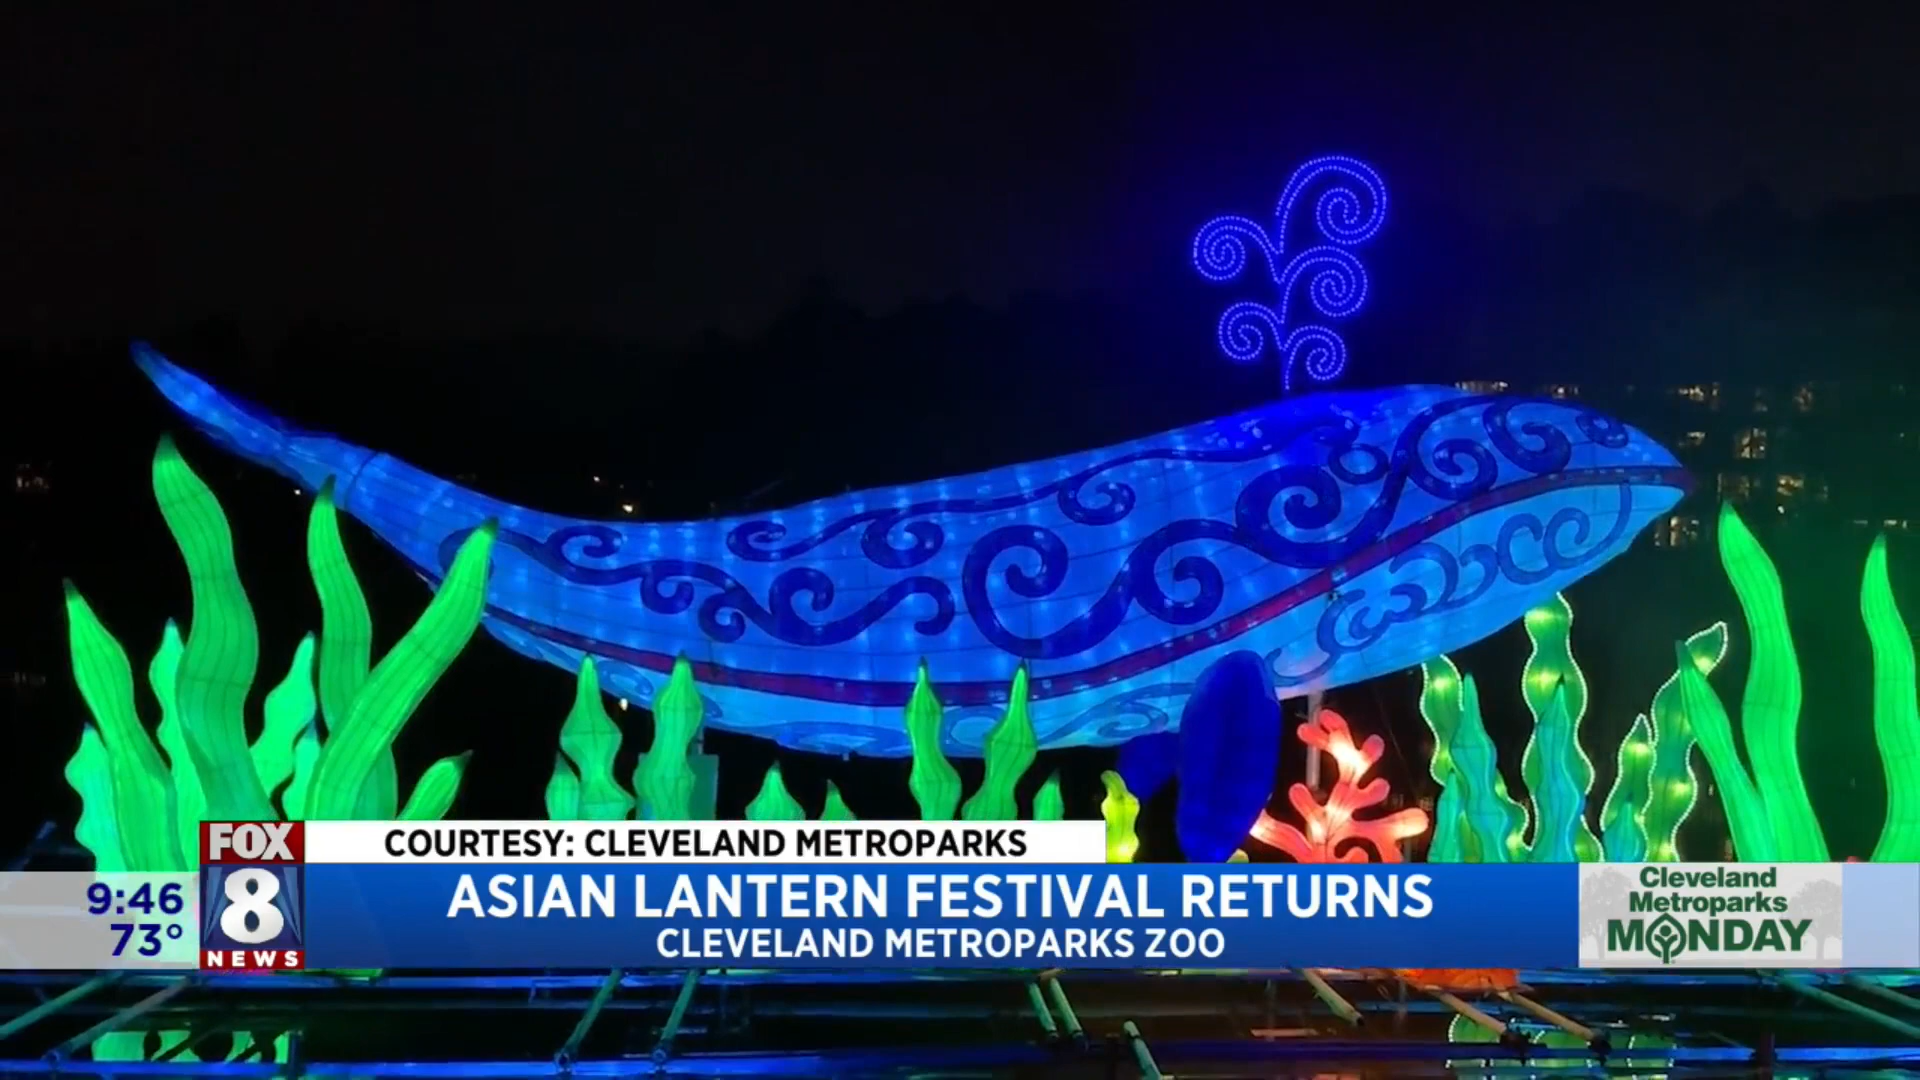 COURTESY: CLEVELAND METROPARKS
ASIAN LANTERN FESTIVAL RETURNS
CLEVELAND METROPARKS ZOO
9:46
73°
FOX
8
NEWS
Cleveland
Metroparks
MONDAY